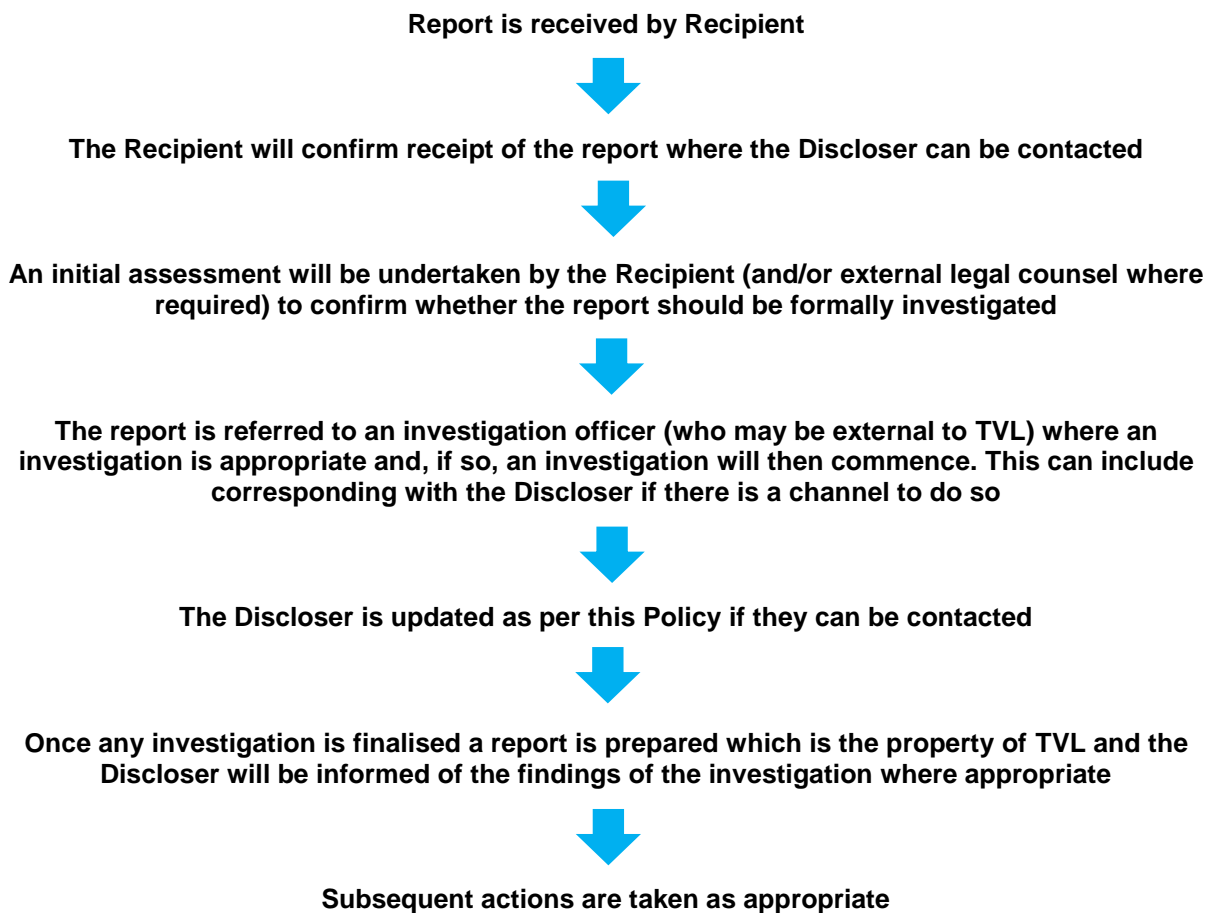 Report is received by Recipient
The Recipient will confirm receipt of the report where the Discloser can be contacted
An initial assessment will be undertaken by the Recipient (and/or external legal counsel where
required) to confirm whether the report should be formally investigated
The report is referred to an investigation officer (who may be external to TVL) where an
investigation is appropriate and, if so, an investigation will then commence. This can include
corresponding with the Discloser if there is a channel to do so
The Discloser is updated as per this Policy if they can be contacted
Once any investigation is finalised a report is prepared which is the property of TVL and the
Discloser will be informed of the findings of the investigation where appropriate
Subsequent actions are taken as appropriate